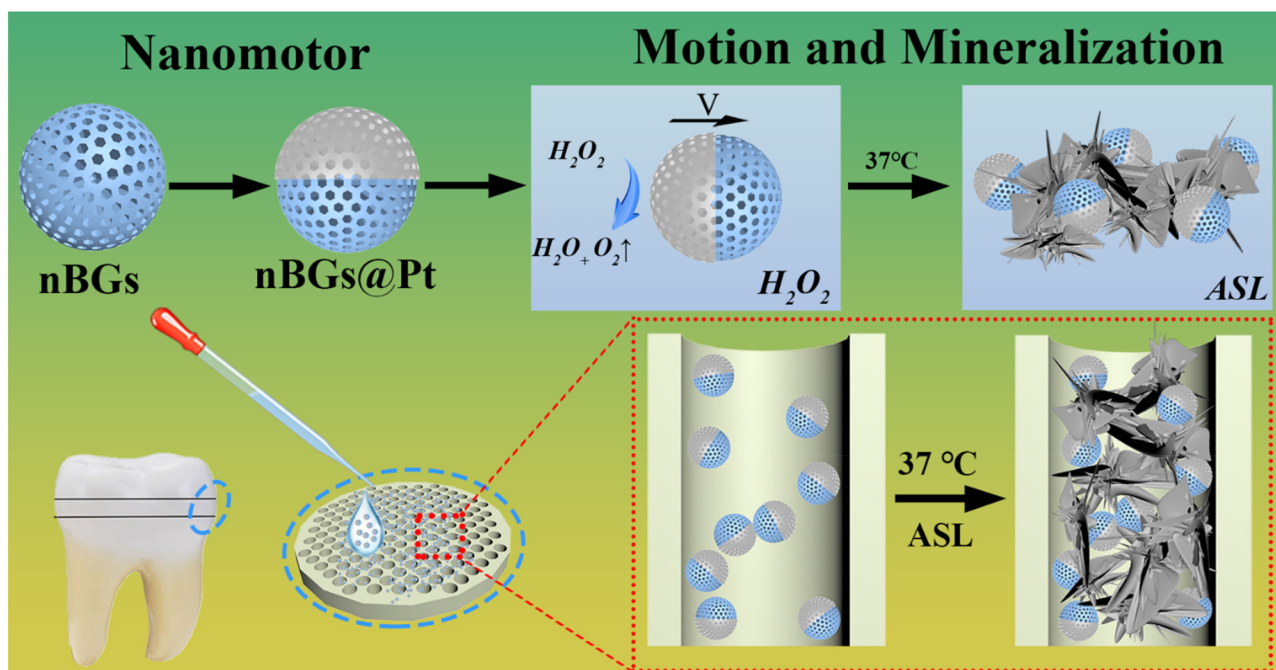 Nanomotor
Motion and Mineralization
nBGs
nBGs@Pt
V
H₂O₂
H₂O + O₂↑
H₂O₂
37℃
ASL
37 ℃
ASL